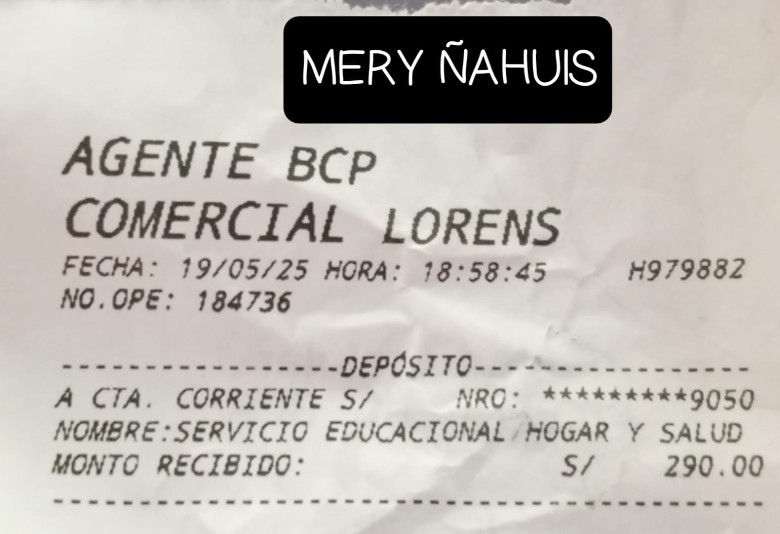 MERY ÑAHUIS
AGENTE BCP
COMERCIAL LORENS
FECHA: 19/05/25 HORA: 18:58:45 H979882
NO.OPE: 184736
------------------DEPÓSITO------------------
A CTA. CORRIENTE S/ NRO: *********9050
NOMBRE:SERVICIO EDUCACIONAL HOGAR Y SALUD
MONTO RECIBIDO: S/ 290.00